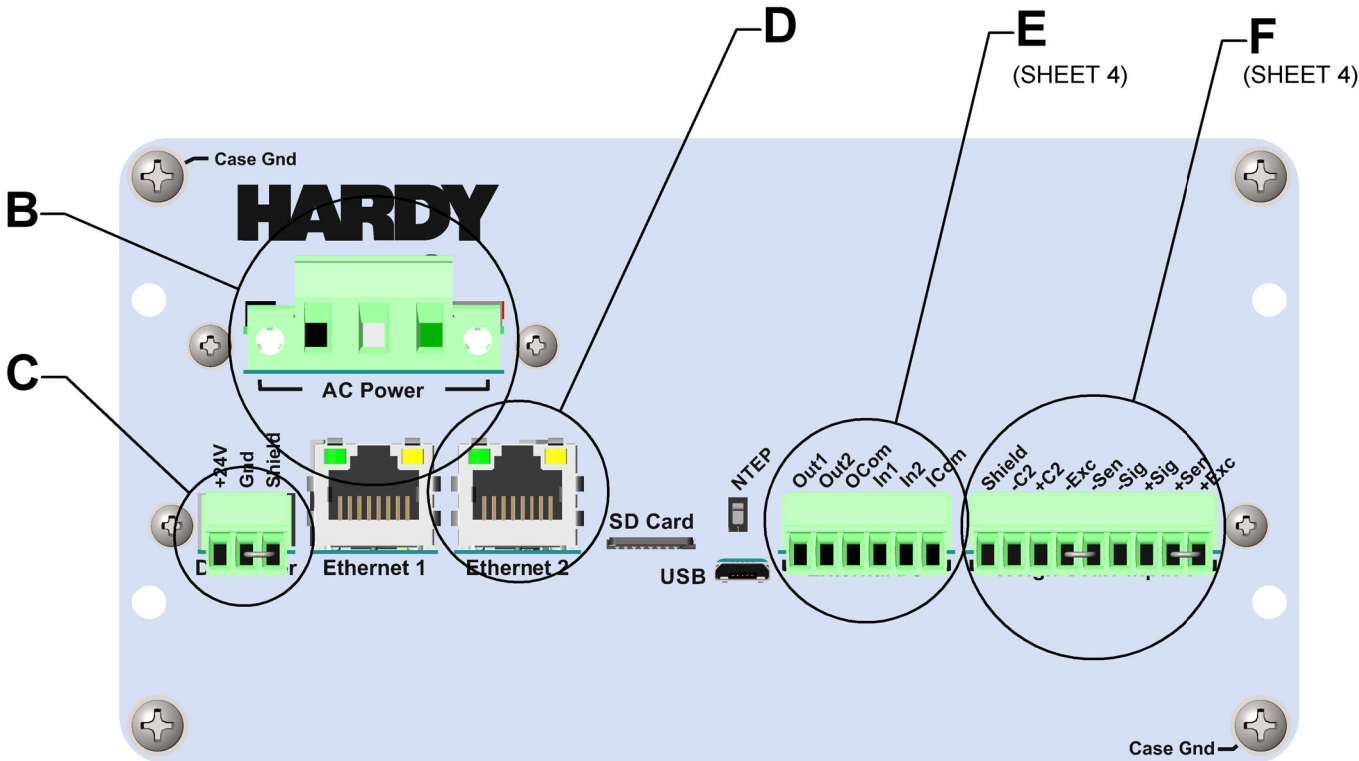 D
E
(SHEET 4)
F
(SHEET 4)
Case Gnd
HARDY
B
AC Power
C
+24V
Gnd
Shield
NTEP
Out1
Out2
OCom
In1
In2
ICom
Shield
-C2
+C2
-Exc
-Sen
-Sig
+Sig
+Sen
+Exc
SD Card
Ethernet 1
Ethernet 2
USB
Case Gnd